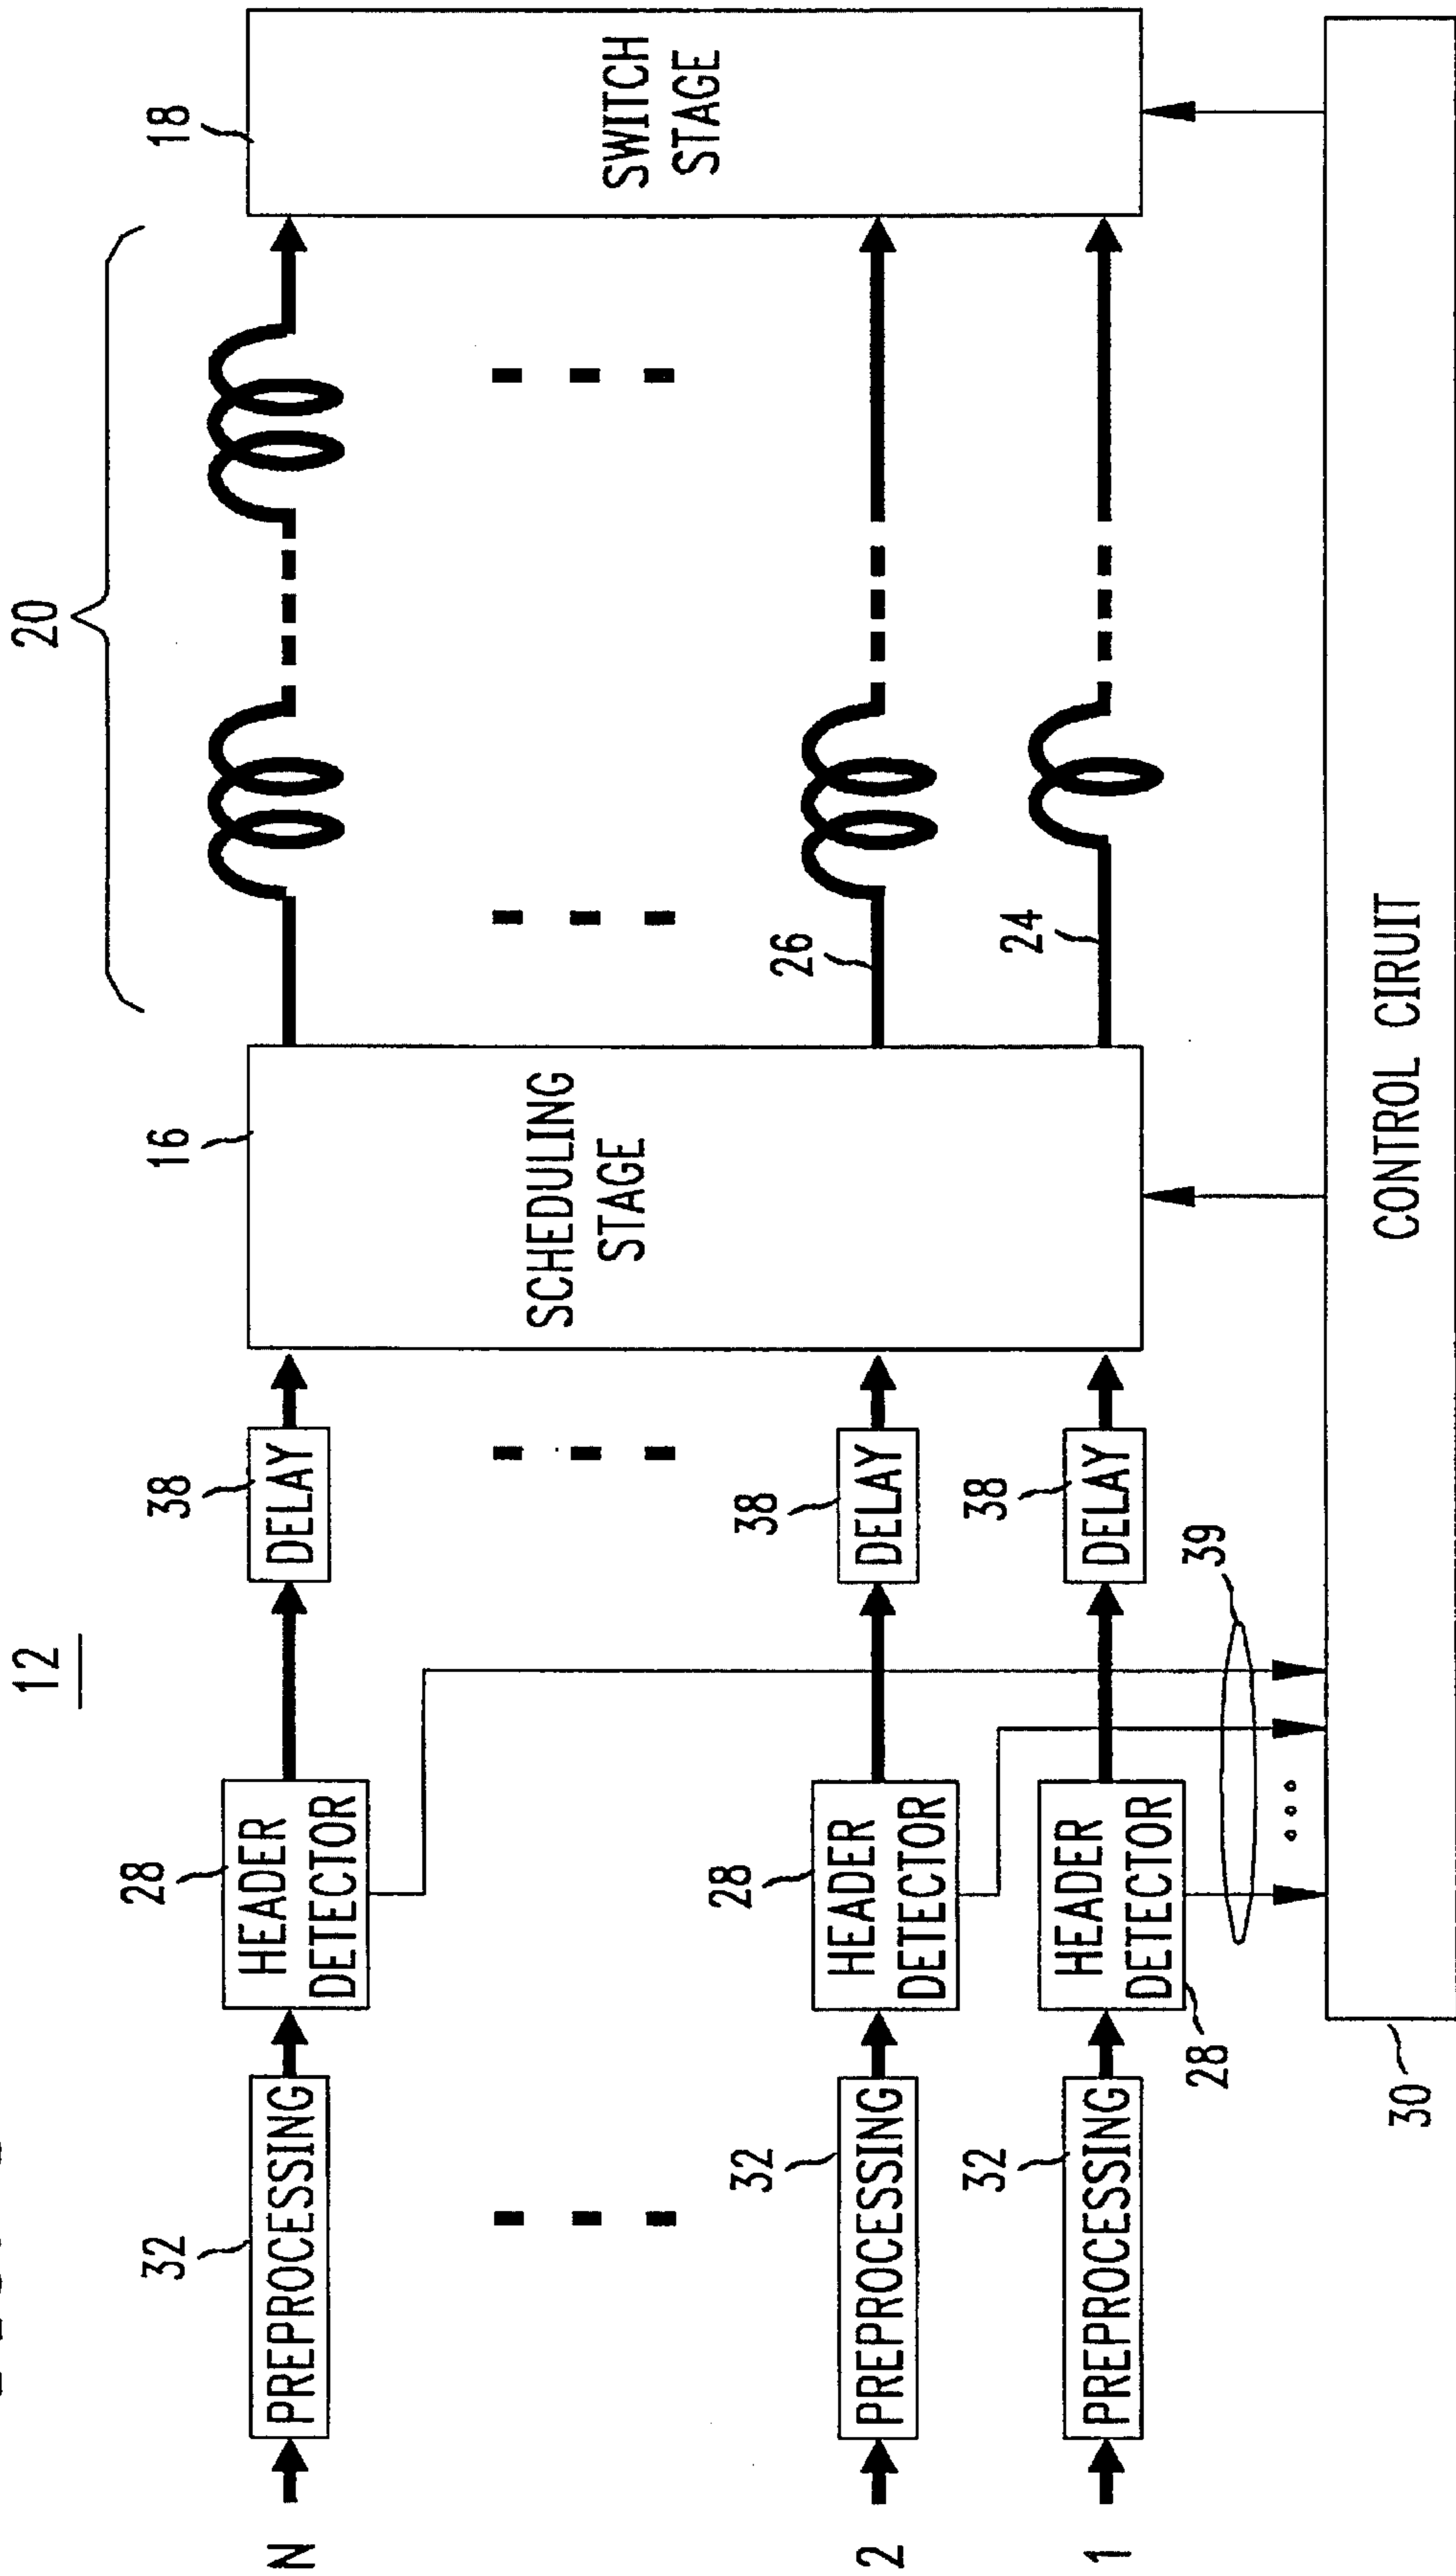 12
20
N
32
PREPROCESSING
28
HEADER
DETECTOR
38
DELAY
16
SCHEDULING
STAGE
18
SWITCH
STAGE
2
32
PREPROCESSING
28
HEADER
DETECTOR
38
DELAY
26
1
32
PREPROCESSING
28
HEADER
DETECTOR
38
DELAY
24
39
30
CONTROL CIRUIT